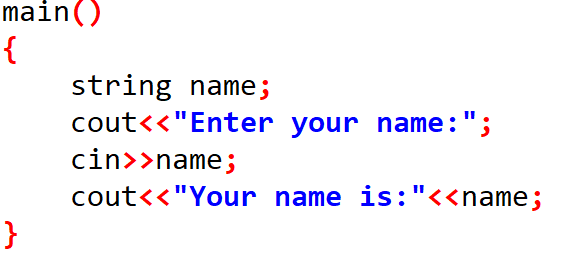 main()
{
    string name;
    cout<<"Enter your name:";
    cin>>name;
    cout<<"Your name is:"<<name;
}